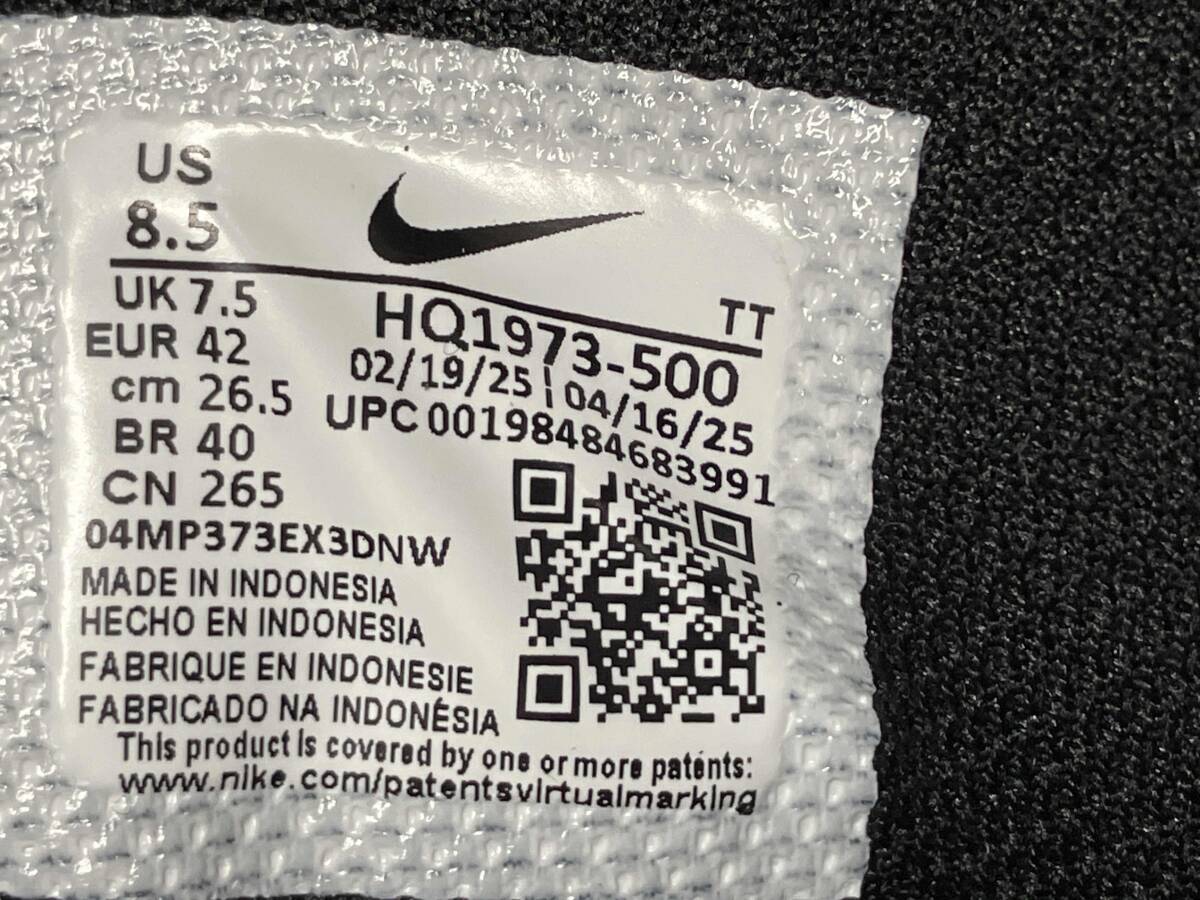 US
8.5
TT
UK 7.5
EUR 42
cm 26.5
BR 40
CN 265
HQ1973-500
02/19/25 | 04/16/25
UPC 00198484683991
04MP373EX3DNW
MADE IN INDONESIA
HECHO EN INDONESIA
FABRIQUE EN INDONESIE
FABRICADO NA INDONÉSIA
This product is covered by one or more patents:
www.nike.com/patentsvirtualmarking